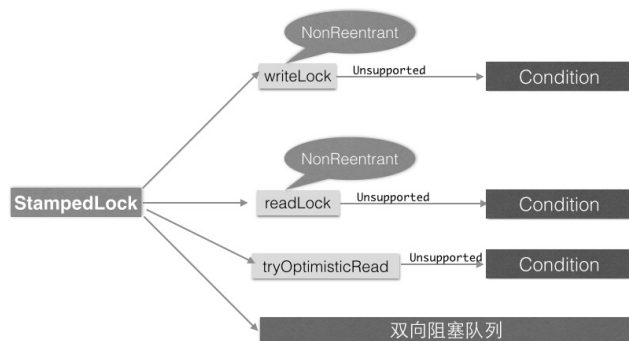 NonReentrant
writeLock
Unsupported
Condition
NonReentrant
StampedLock
readLock
Unsupported
Condition
tryOptimisticRead
Unsupported
Condition
双向阻塞队列